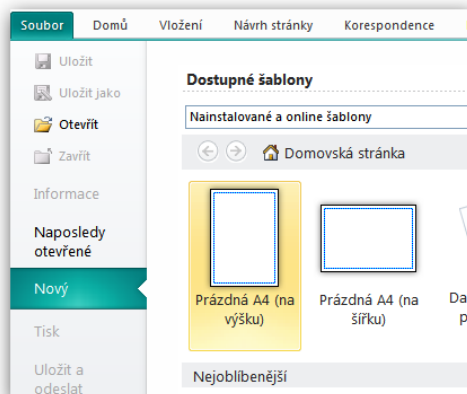 Soubor Domů Vložení Návrh stránky Korespondence
Uložit
Uložit jako
Otevřít
Zavřít
Informace
Naposledy
otevřené
Nový
Tisk
Uložit a
odeslat
Dostupné šablony
Nainstalované a online šablony
Domovská stránka
Prázdná A4 (na
výšku)
Prázdná A4 (na
šířku)
Nejoblíbenější